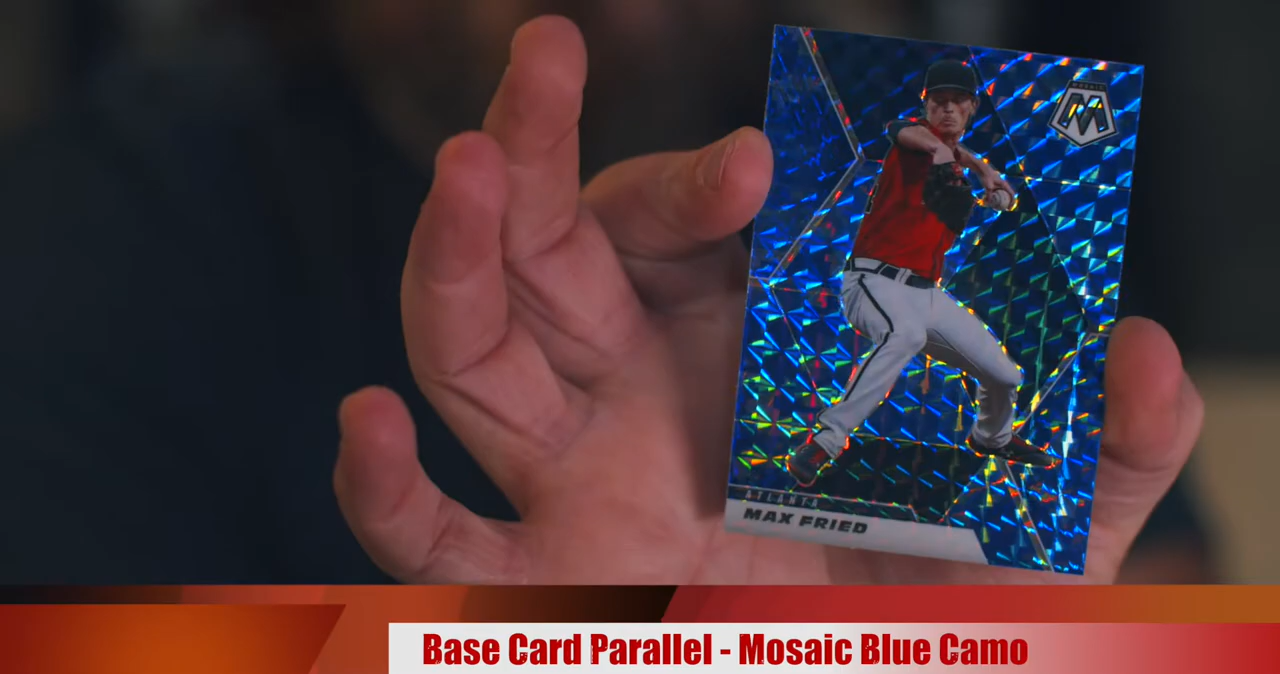 MOSAIC
M
ATLANTA
MAX FRIED
Base Card Parallel - Mosaic Blue Camo